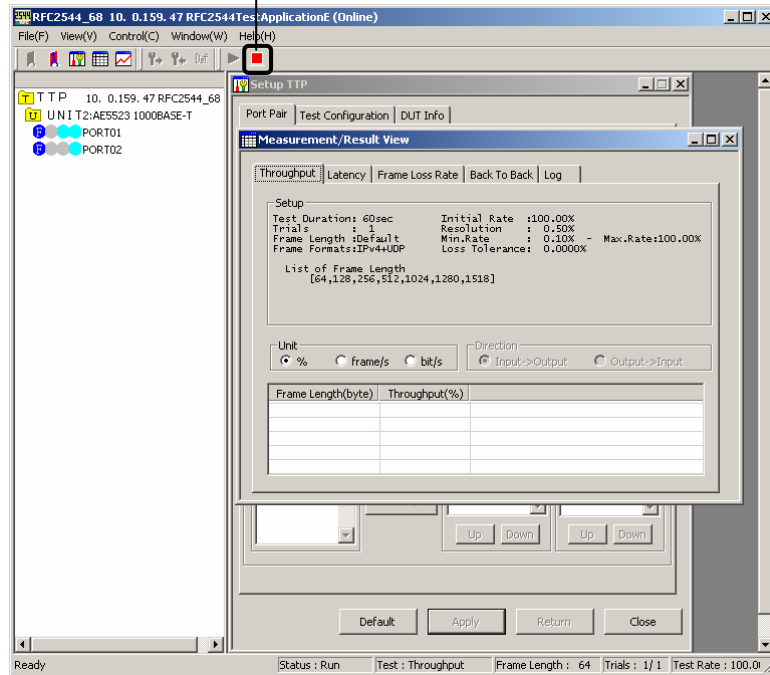 RFC2544_68 10. 0.159. 47 RFC2544TestApplicationE (Online)
File(F) View(V) Control(C) Window(W) Help(H)
Def.
T T P 10. 0.159. 47 RFC2544_68
U N I T2:AE5523 1000BASE-T
PORT01
PORT02
Setup TTP
Port Pair Test Configuration DUT Info
Measurement/Result View
Throughput Latency Frame Loss Rate Back To Back Log
Setup
Test Duration: 60sec Initial Rate :100.00%
Trials : 1 Resolution : 0.50%
Frame Length :Default Min.Rate : 0.10% - Max.Rate:100.00%
Frame Formats:IPv4+UDP Loss Tolerance: 0.0000%
List of Frame Length
[64,128,256,512,1024,1280,1518]
Unit Direction
% frame/s bit/s Input->Output Output->Input
Frame Length(byte) Throughput(%)
Up Down Up Down
Default Apply Return Close
Ready Status : Run Test : Throughput Frame Length : 64 Trials : 1/ 1 Test Rate : 100.0